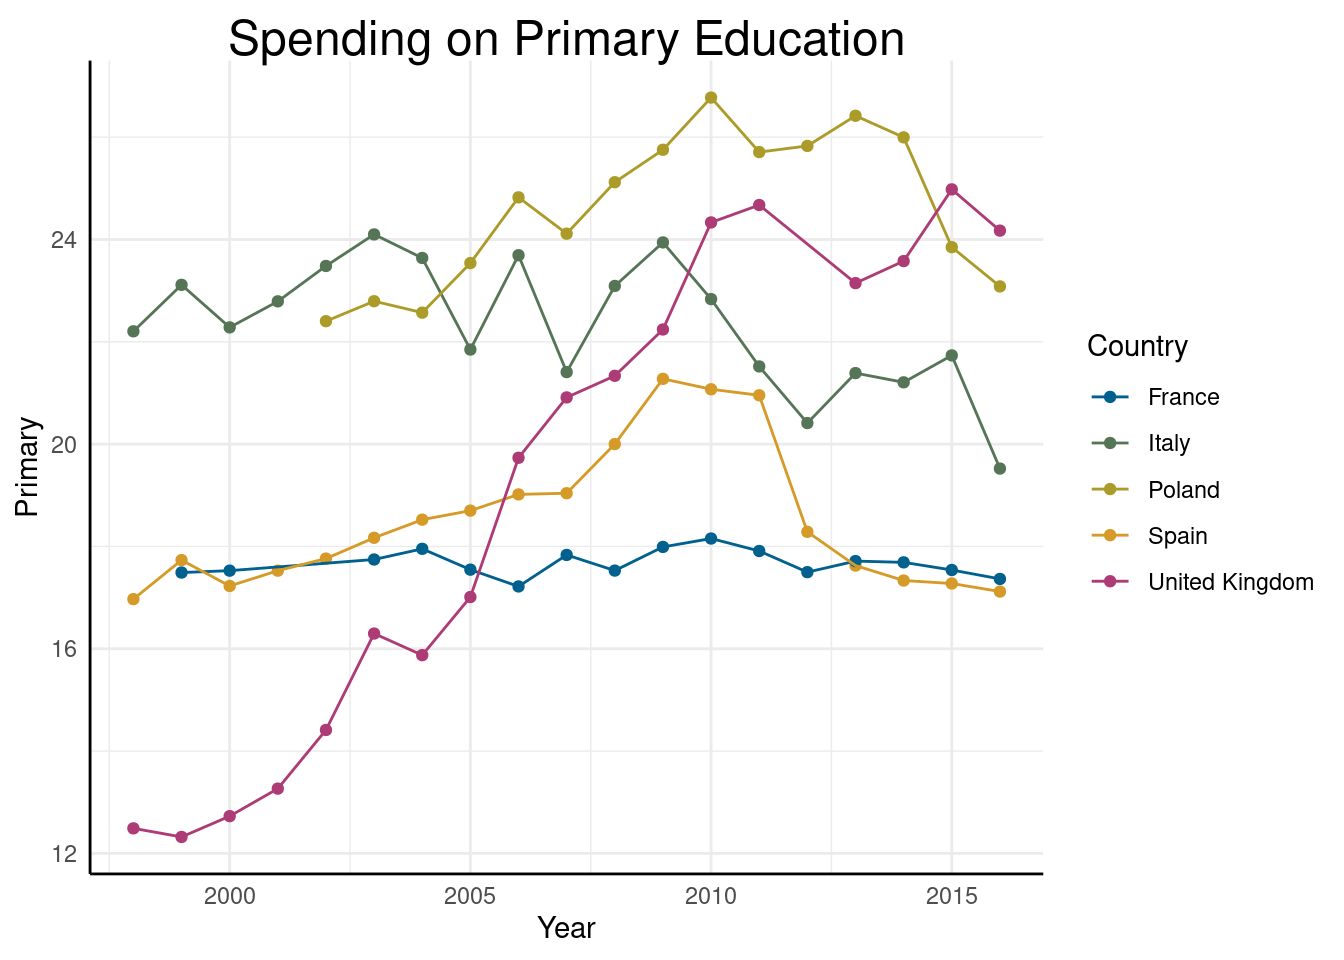 Spending on Primary Education
24
20
16
12
Primary
2000 2005 2010 2015
Year
Country
France
Italy
Poland
Spain
United Kingdom